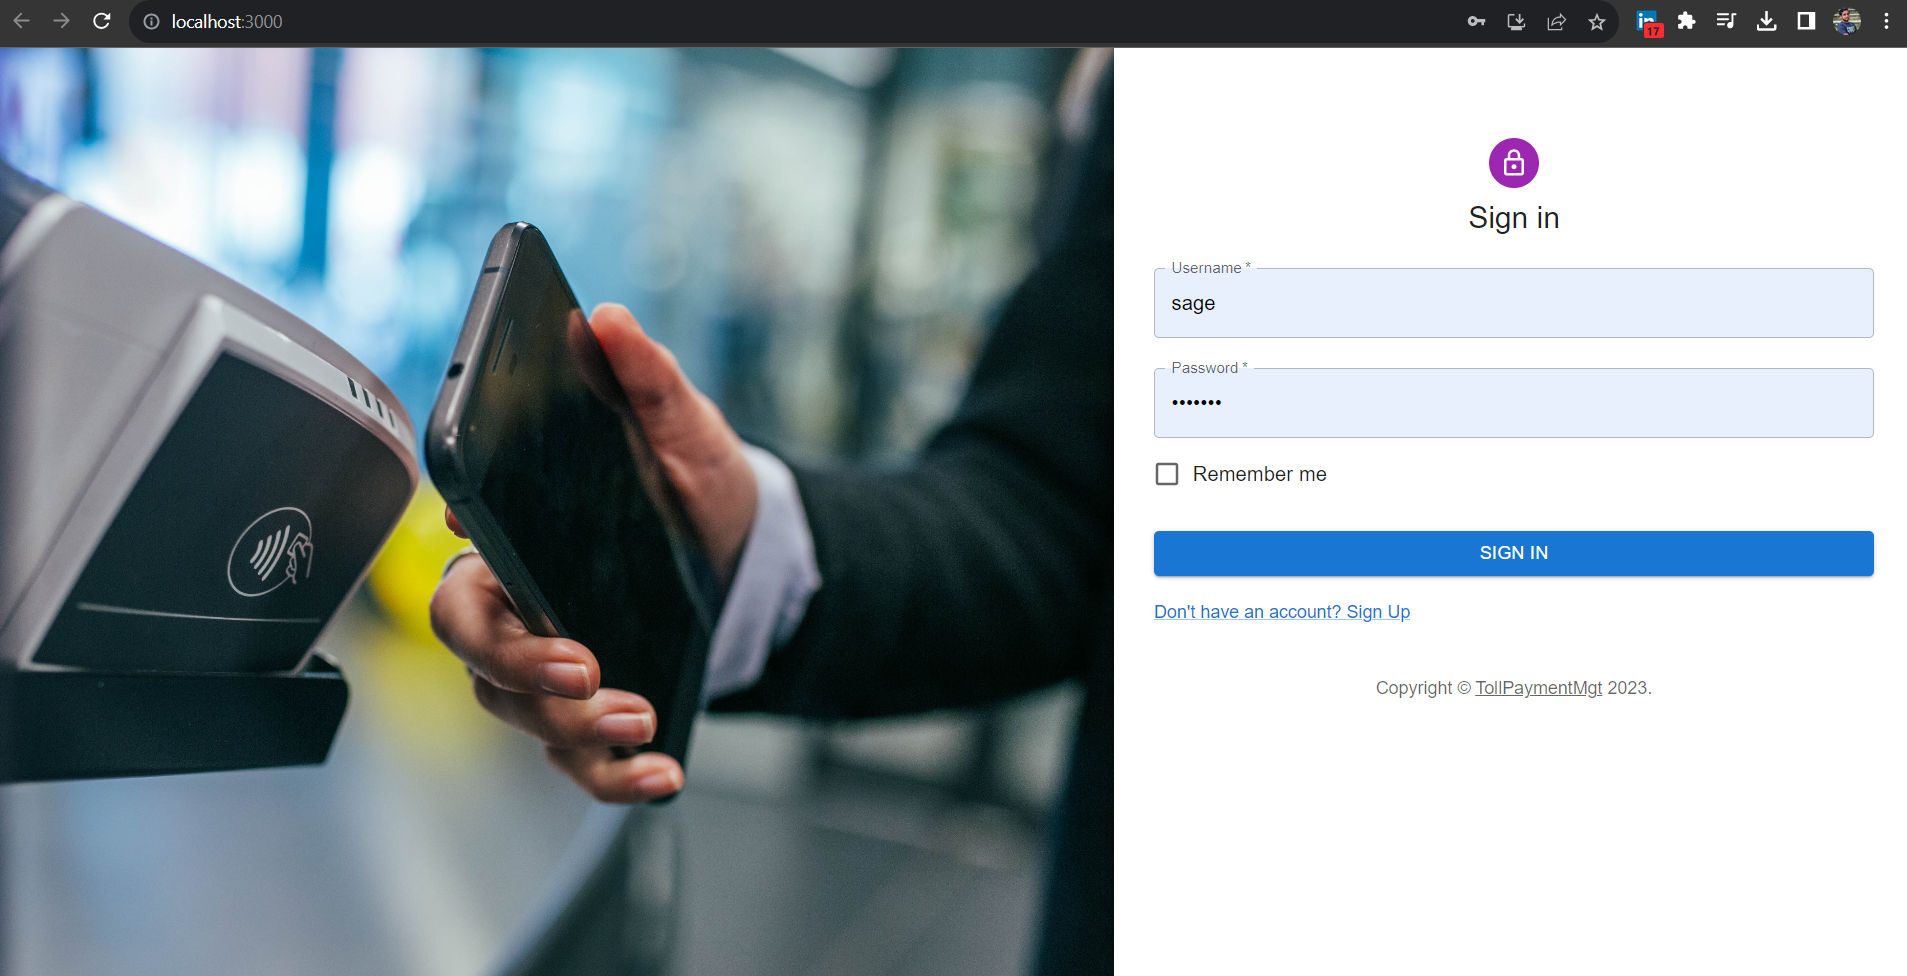 localhost:3000
in
17
Sign in
Username *
sage
Password *
•••••••
Remember me
SIGN IN
Don't have an account? Sign Up
Copyright © TollPaymentMgt 2023.